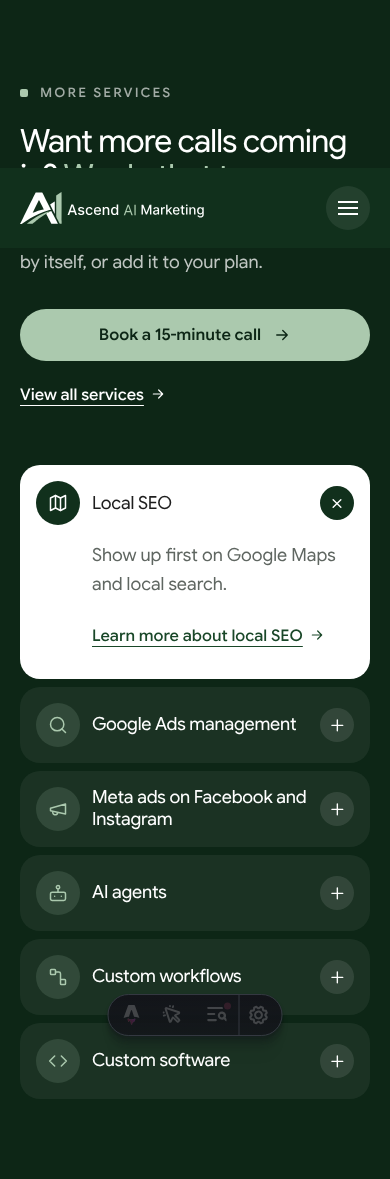 MORE SERVICES
Want more calls coming
Ascend AI Marketing
by itself, or add it to your plan.
Book a 15-minute call
View all services
Local SEO
Show up first on Google Maps
and local search.
Learn more about local SEO
Google Ads management
Meta ads on Facebook and
Instagram
AI agents
Custom workflows
Custom software